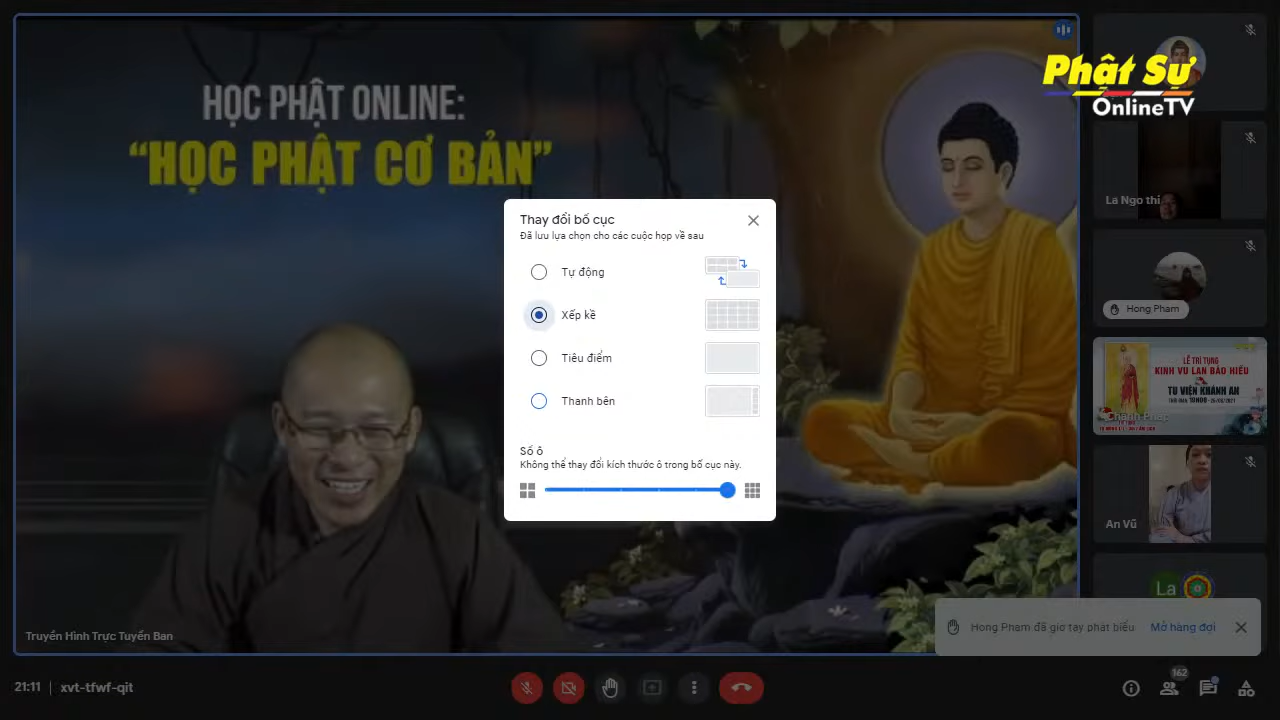 HỌC PHẬT ONLINE:
“HỌC PHẬT CƠ BẢN”
Phật Sự
OnlineTV
La Ngo thi
Thay đổi bố cục
Đã lưu lựa chọn cho các cuộc họp về sau
Tự động
Xếp kề
Tiêu điểm
Thanh bên
Số ô
Không thể thay đổi kích thước ô trong bố cục này.
Hong Pham
LỄ TRÌ TỤNG
KINH VU LAN BÁO HIẾU
TU VIỆN KHÁNH AN
Chánh Pháp
An Vũ
La
Truyền Hình Trực Tuyến Ban
Hong Pham đã giơ tay phát biểu
Mở hàng đợi
21:11
xvt-tfwf-qit
162